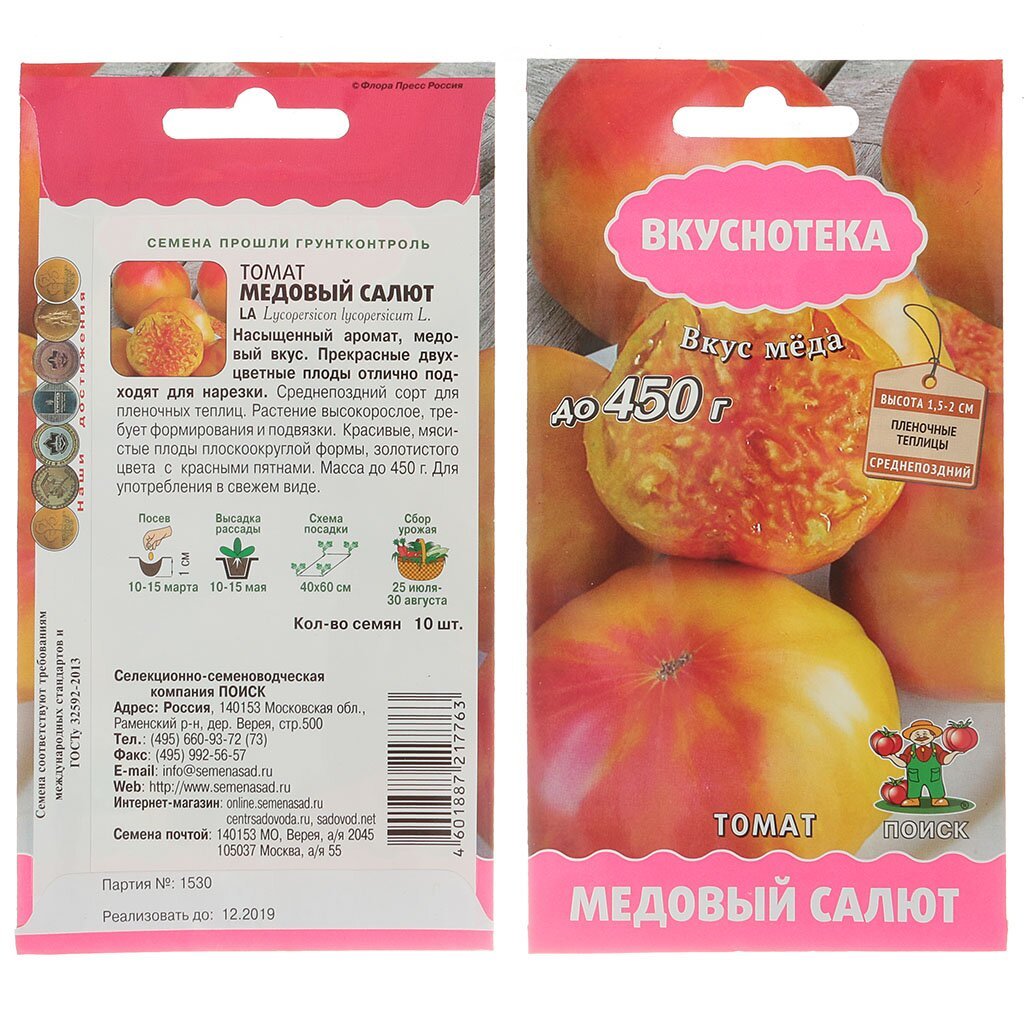 © Флора Пресс Россия
СЕМЕНА ПРОШЛИ ГРУНТКОНТРОЛЬ
ТОМАТ
МЕДОВЫЙ САЛЮТ
LA Lycopersicon lycopersicum L.
Насыщенный аромат, медо-
вый вкус. Прекрасные двух-
цветные плоды отлично под-
ходят для нарезки. Среднепоздний сорт для
пленочных теплиц. Растение высокорослое, тре-
бует формирования и подвязки. Красивые, мяси-
стые плоды плоскоокруглой формы, золотистого
цвета с красными пятнами. Масса до 450 г. Для
употребления в свежем виде.
Наши достижения
Посев
1 см
10-15 марта
Высадка
рассады
10-15 мая
Схема
посадки
40х60 см
Сбор
урожая
25 июля-
30 августа
Кол-во семян 10 шт.
Семена соответствуют требованиям
международных стандартов и
ГОСТу 32592-2013
Селекционно-семеноводческая
компания ПОИСК
Адрес: Россия, 140153 Московская обл.,
Раменский р-н, дер. Верея, стр.500
Тел.: (495) 660-93-72 (73)
Факс: (495) 992-56-57
E-mail: info@semenasad.ru
Web: http://www.semenasad.ru
Интернет-магазин: online.semenasad.ru
centrsadovoda.ru, sadovod.net
Семена почтой: 140153 МО, Верея, а/я 2045
105037 Москва, а/я 55
4 601887 217763
Партия №: 1530
Реализовать до: 12.2019
ВКУСНОТЕКА
Вкус мёда
до 450 г
ВЫСОТА 1,5-2 СМ
ПЛЕНОЧНЫЕ
ТЕПЛИЦЫ
СРЕДНЕПОЗДНИЙ
ТОМАТ
ПОИСК
®
МЕДОВЫЙ САЛЮТ